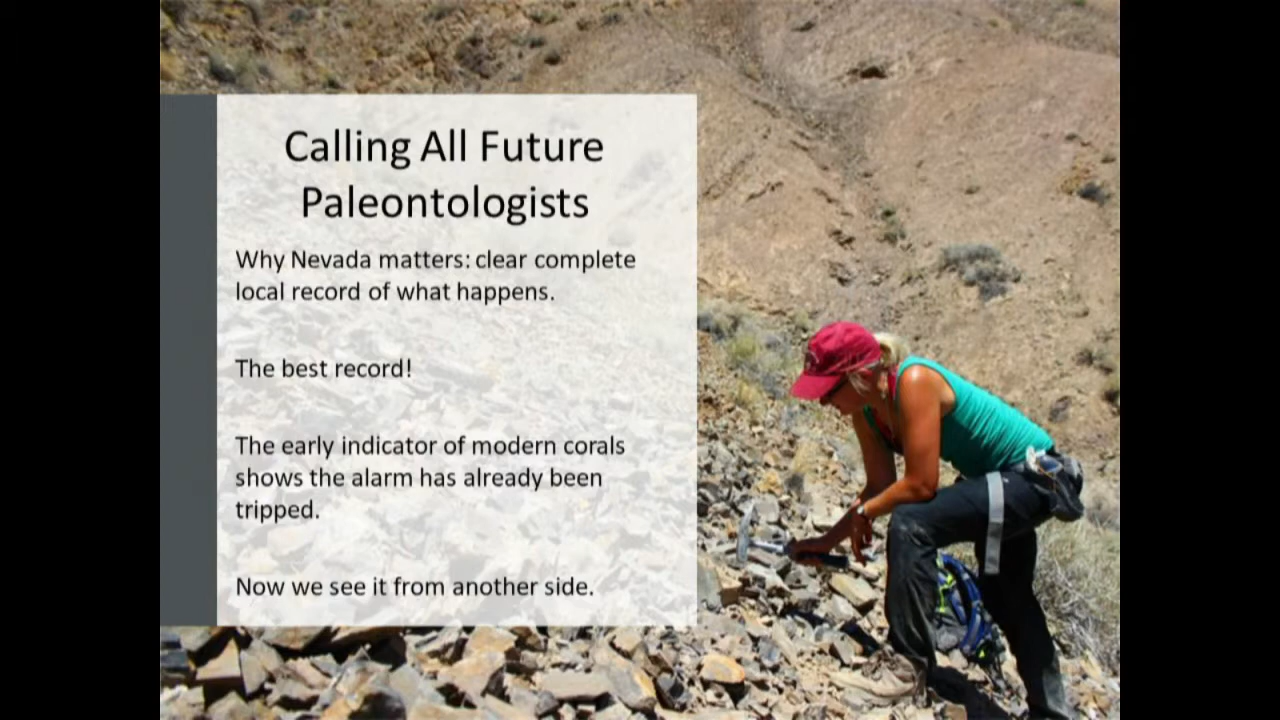 Calling All Future
Paleontologists
Why Nevada matters: clear complete
local record of what happens.
The best record!
The early indicator of modern corals
shows the alarm has already been
tripped.
Now we see it from another side.